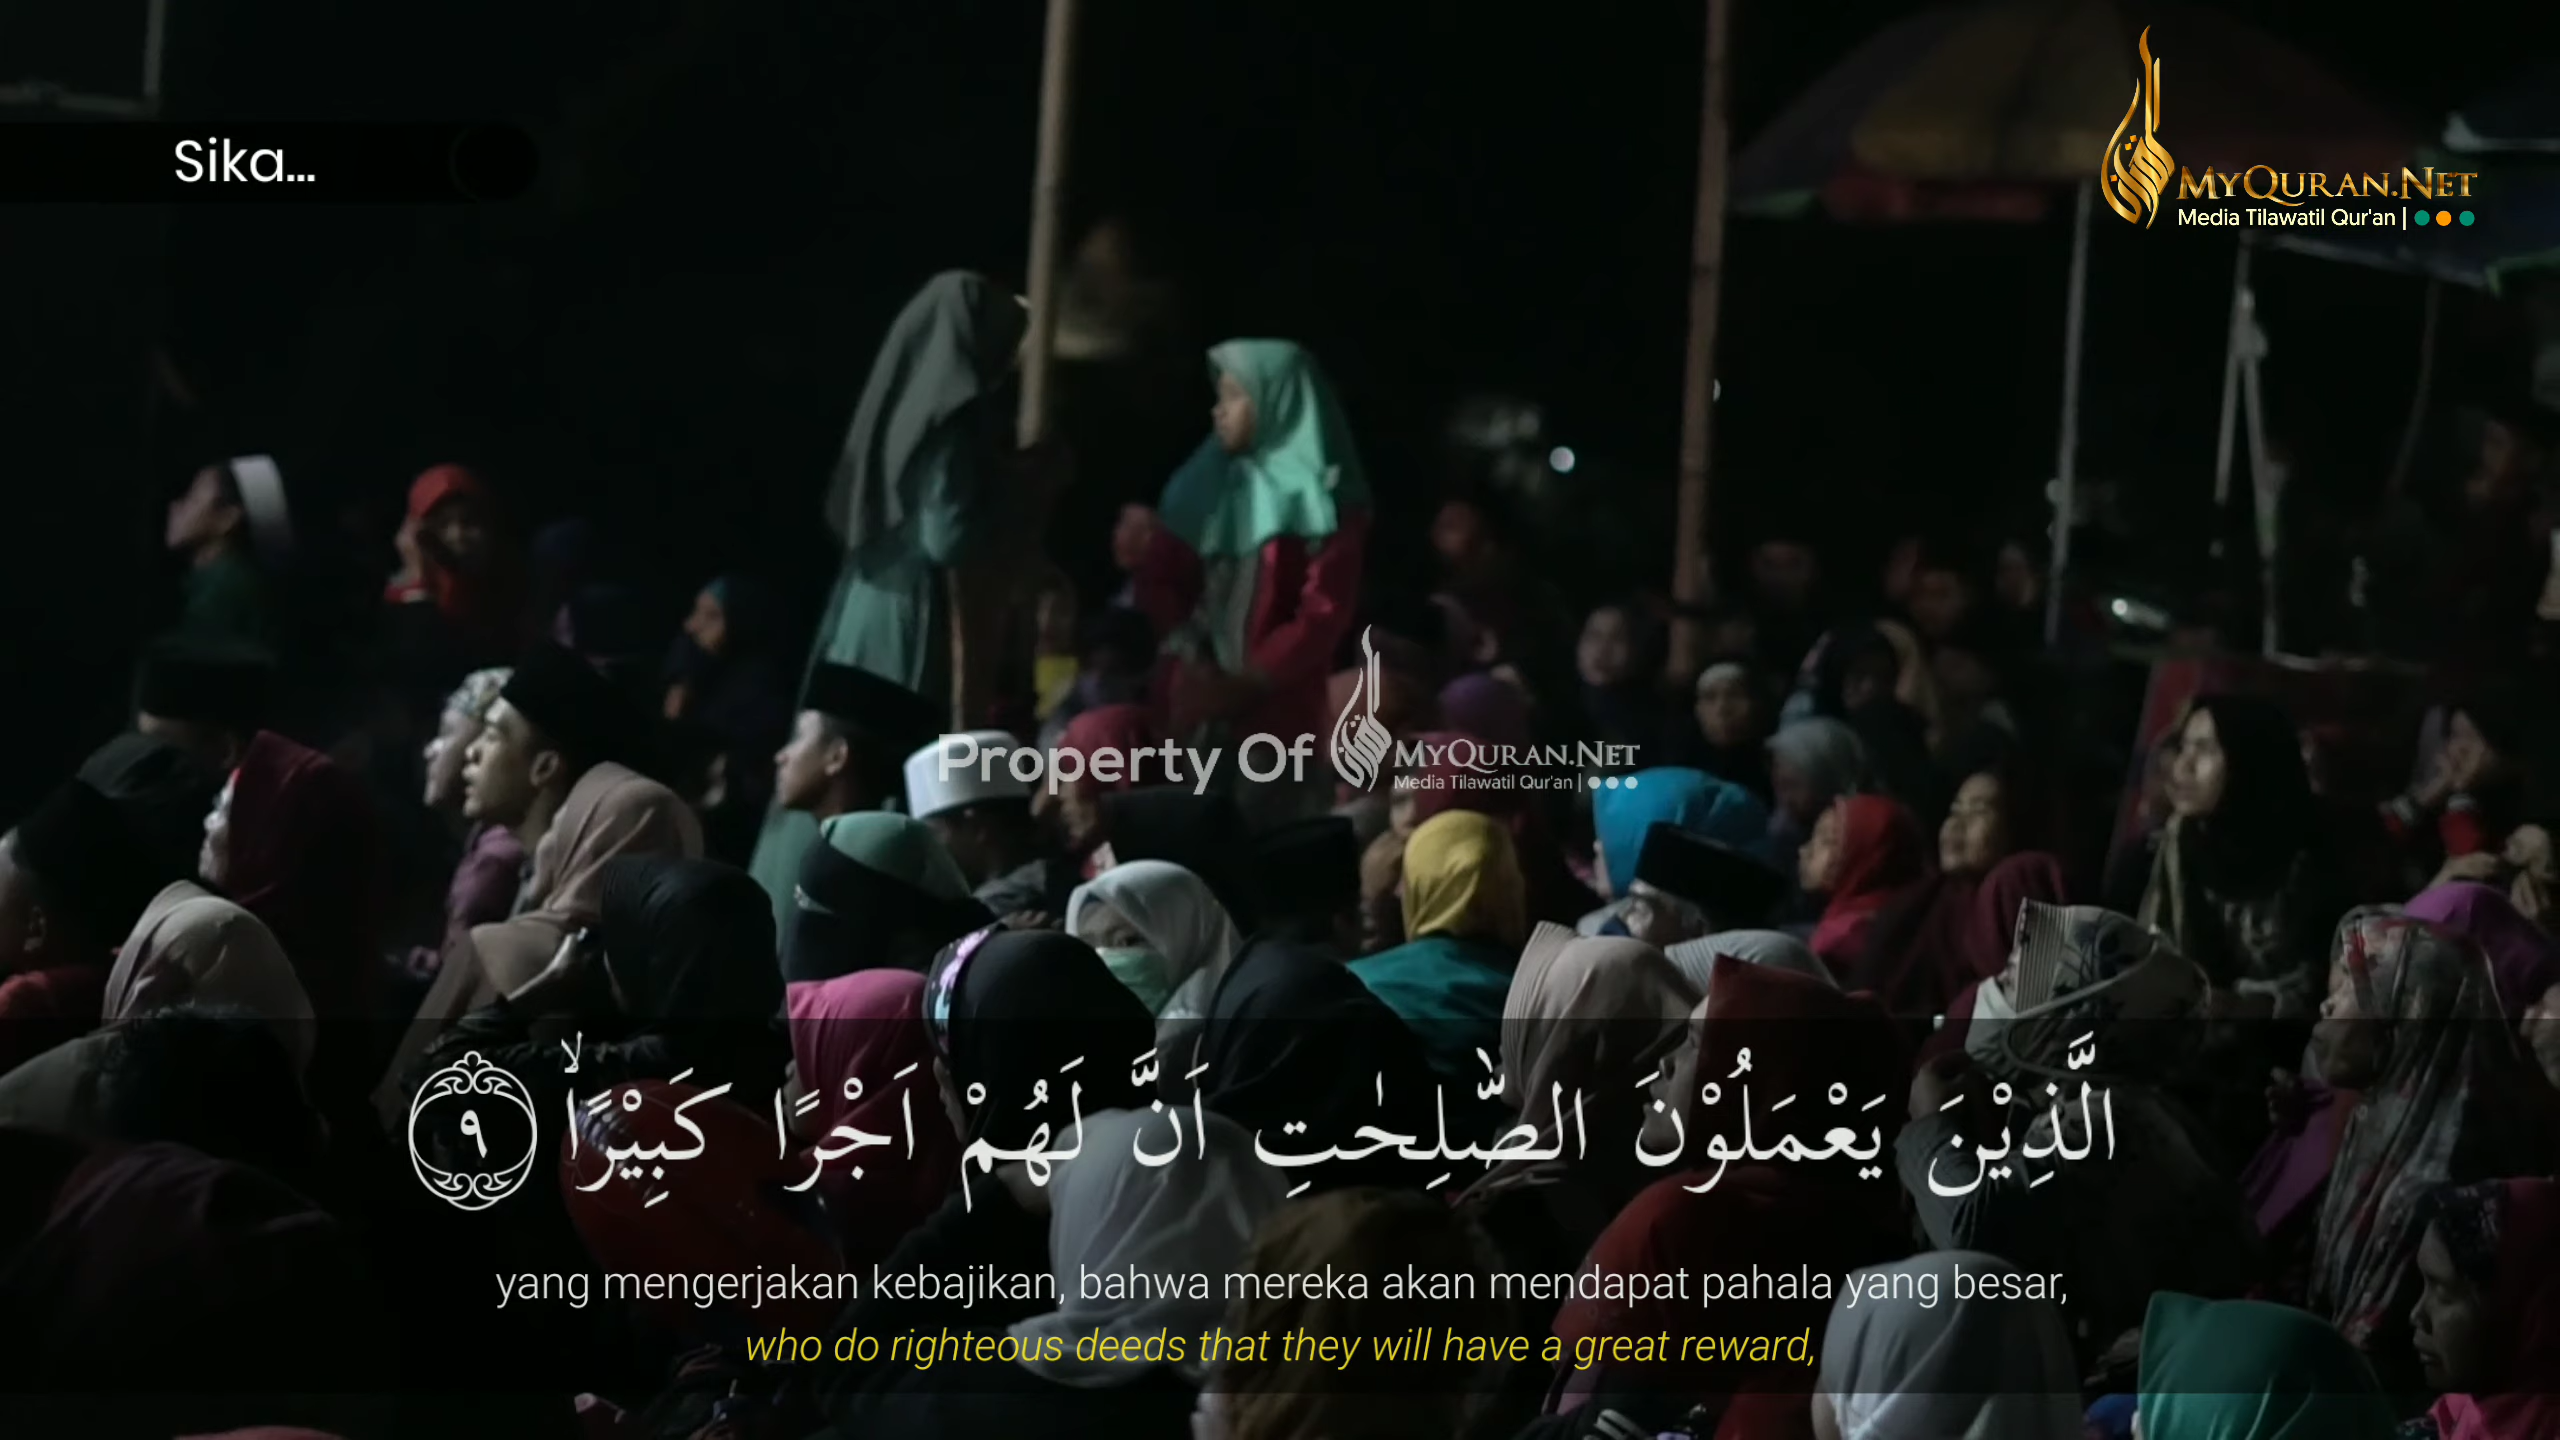 Sika...
MyQuran.Net
Media Tilawatil Qur'an |
Property Of MyQuran.Net
Media Tilawatil Qur'an |
الَّذِيْنَ يَعْمَلُوْنَ الصّٰلِحٰتِ اَنَّ لَهُمْ اَجْرًا كَبِيْرًاۙ ٩
yang mengerjakan kebajikan, bahwa mereka akan mendapat pahala yang besar,
who do righteous deeds that they will have a great reward,